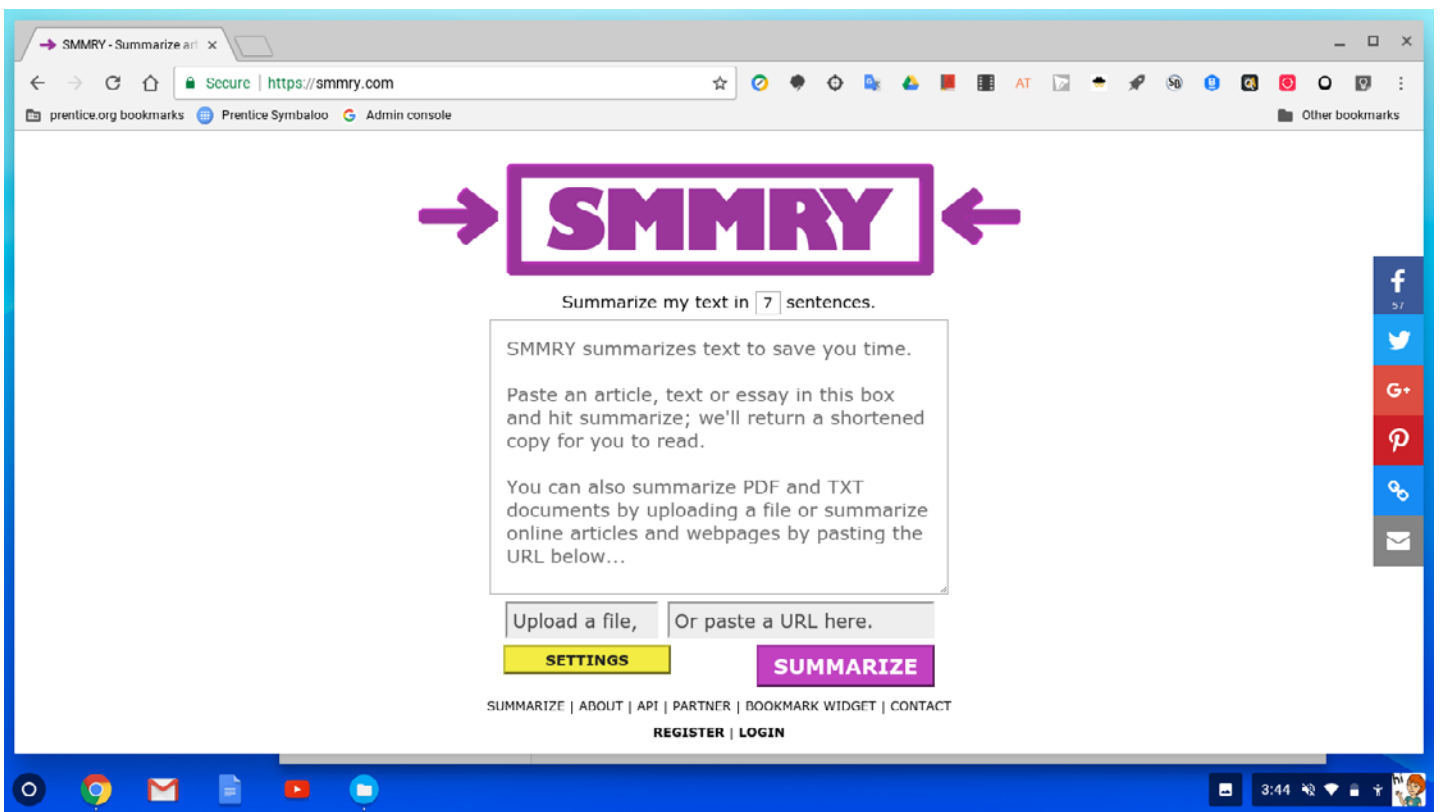 SMMRY - Summarize art
Secure | https://smmry.com
AT
prentice.org bookmarks
Prentice Symbaloo
Admin console
Other bookmarks
SMMRY
Summarize my text in 7 sentences.
SMMRY summarizes text to save you time.
Paste an article, text or essay in this box
and hit summarize; we'll return a shortened
copy for you to read.
You can also summarize PDF and TXT
documents by uploading a file or summarize
online articles and webpages by pasting the
URL below...
Upload a file,
Or paste a URL here.
SETTINGS
SUMMARIZE
SUMMARIZE | ABOUT | API | PARTNER | BOOKMARK WIDGET | CONTACT
REGISTER | LOGIN
57
G+
3:44
hi